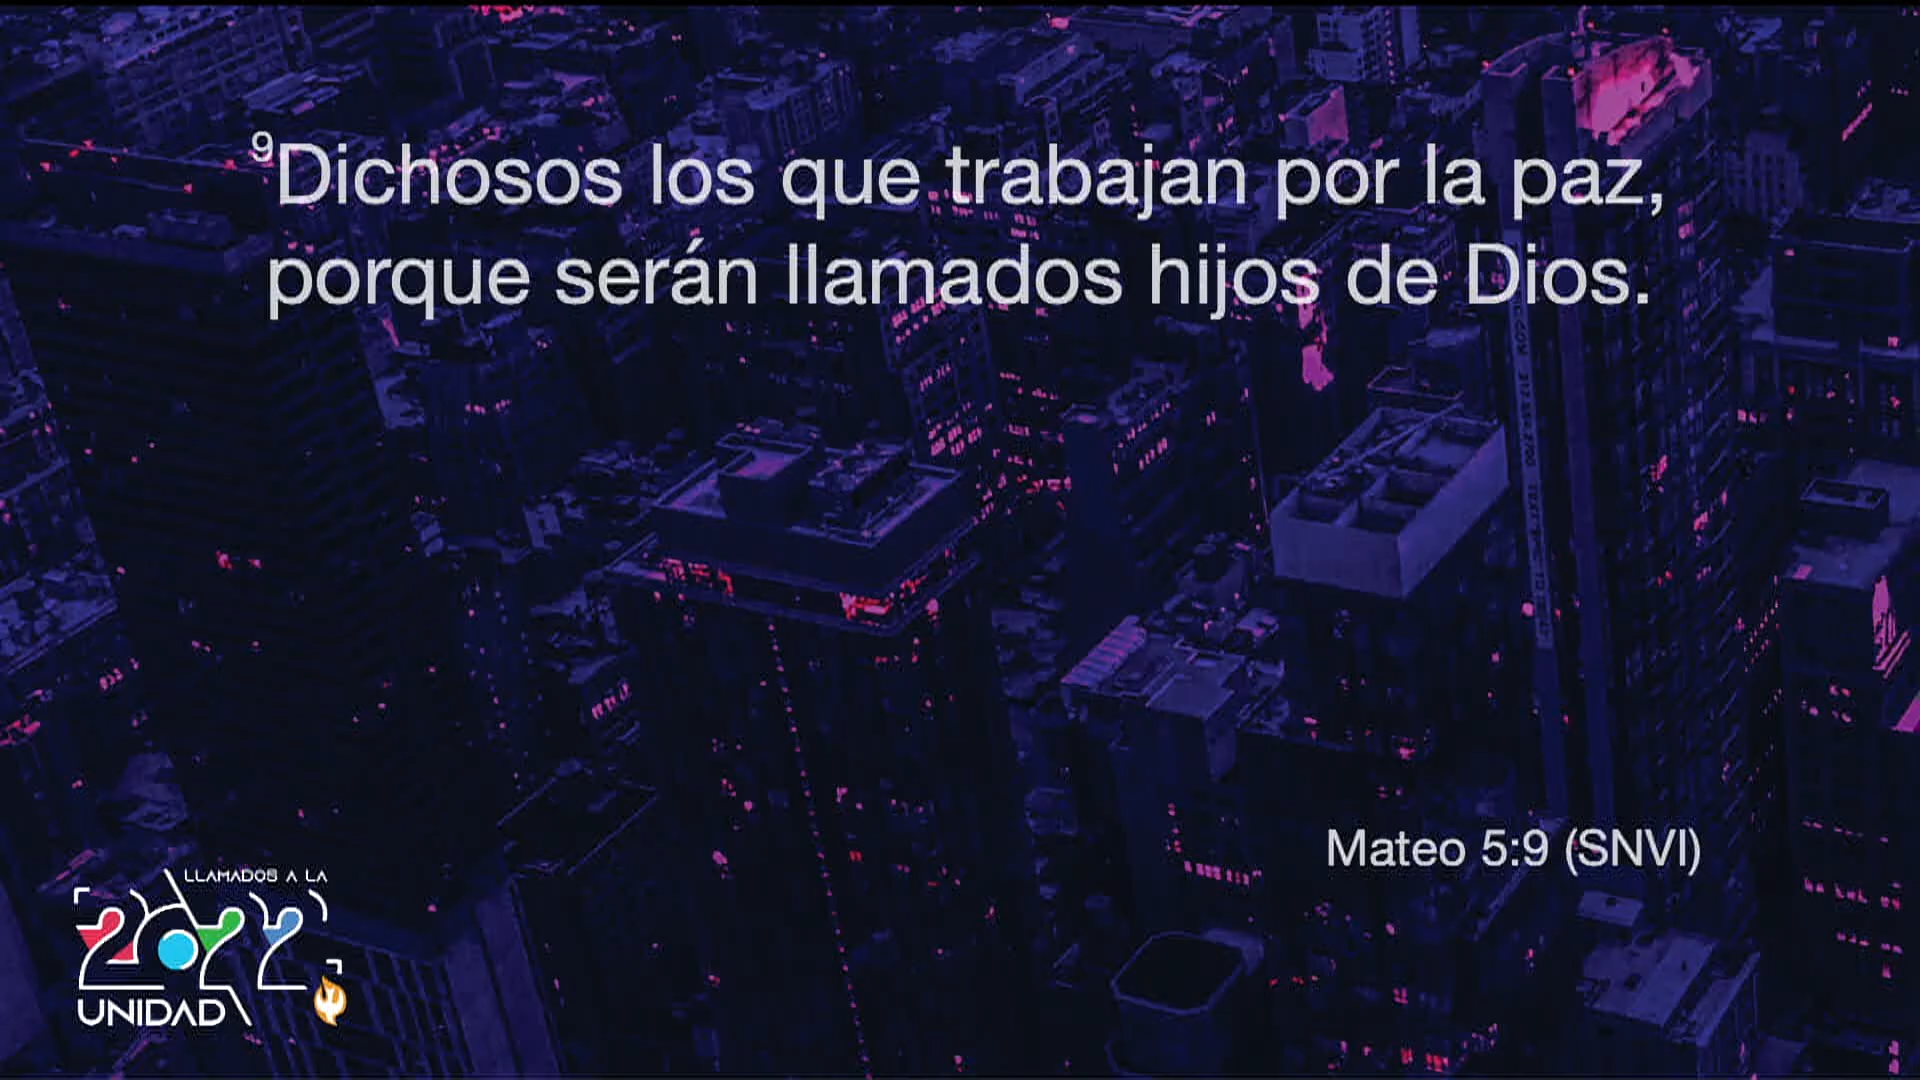 ⁹Dichosos los que trabajan por la paz,
porque serán llamados hijos de Dios.
Mateo 5:9 (SNVI)
LLAMADOS A LA
2022
UNIDAD